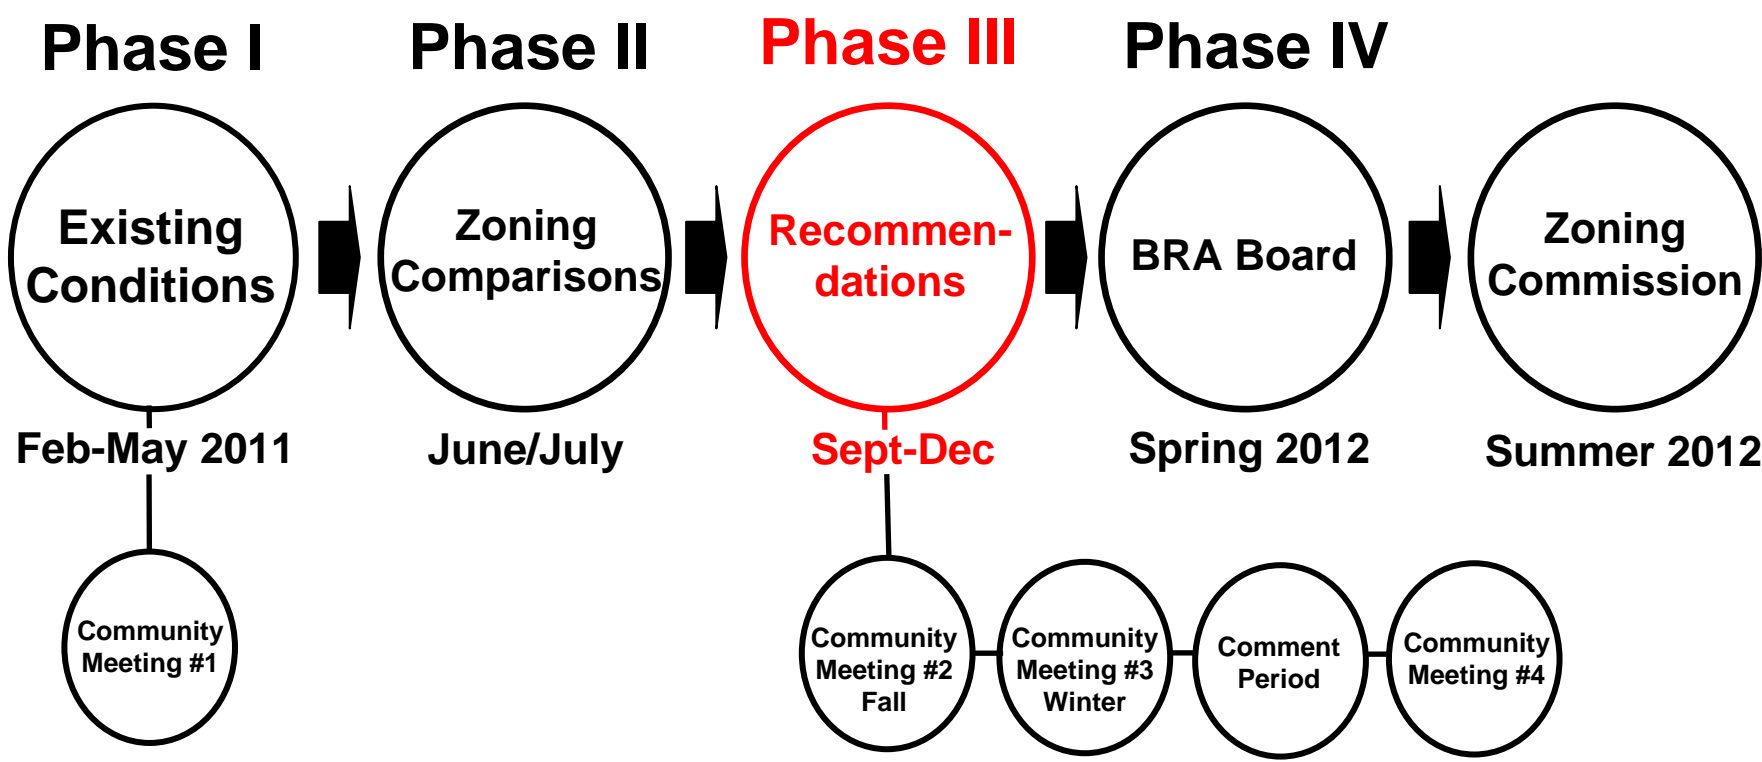 Phase I
Phase II
Phase III
Phase IV
Existing
Conditions
Zoning
Comparisons
Recommen-
dations
BRA Board
Zoning
Commission
Feb-May 2011
June/July
Sept-Dec
Spring 2012
Summer 2012
Community
Meeting #1
Community
Meeting #2
Fall
Community
Meeting #3
Winter
Comment
Period
Community
Meeting #4